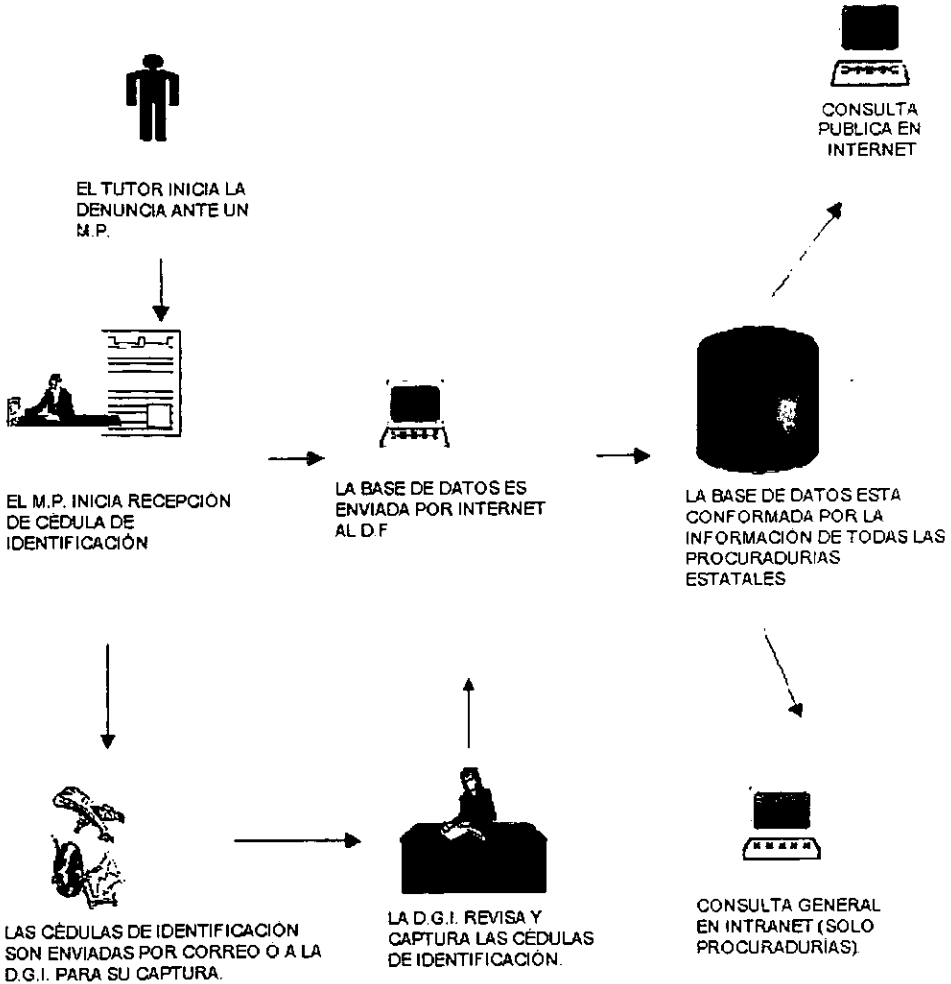 CONSULTA
PUBLICA EN
INTERNET
EL TUTOR INICIA LA
DENUNCIA ANTE UN
M.P.
EL M.P. INICIA RECEPCIÓN
DE CÉDULA DE
IDENTIFICACIÓN
LA BASE DE DATOS ES
ENVIADA POR INTERNET
AL D.F
LA BASE DE DATOS ESTA
CONFORMADA POR LA
INFORMACIÓN DE TODAS LAS
PROCURADURIAS
ESTATALES
LAS CÉDULAS DE IDENTIFICACIÓN
SON ENVIADAS POR CORREO Ó A LA
D.G.I. PARA SU CAPTURA.
LA D.G.I. REVISA Y
CAPTURA LAS CÉDULAS
DE IDENTIFICACIÓN.
CONSULTA GENERAL
EN INTRANET (SOLO
PROCURADURÍAS).